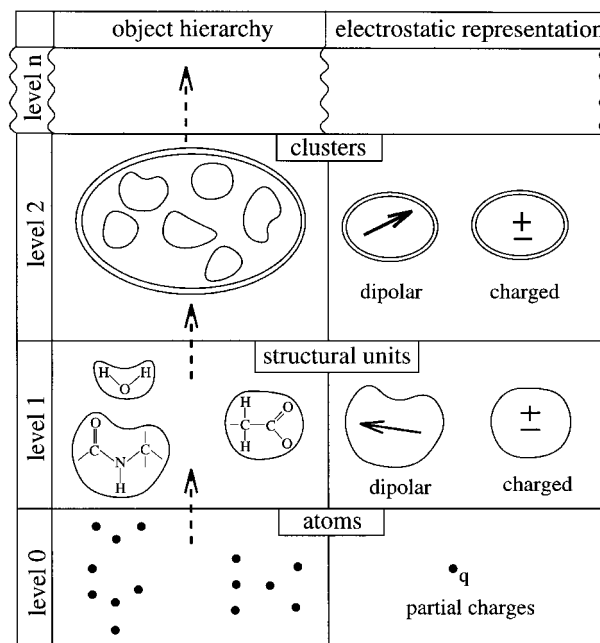 object hierarchy
electrostatic representation
level n
clusters
level 2
dipolar
charged
structural units
level 1
H
H
O
O
C
N
C
H
H
C
C
O
O
H
dipolar
charged
atoms
level 0
q
partial charges